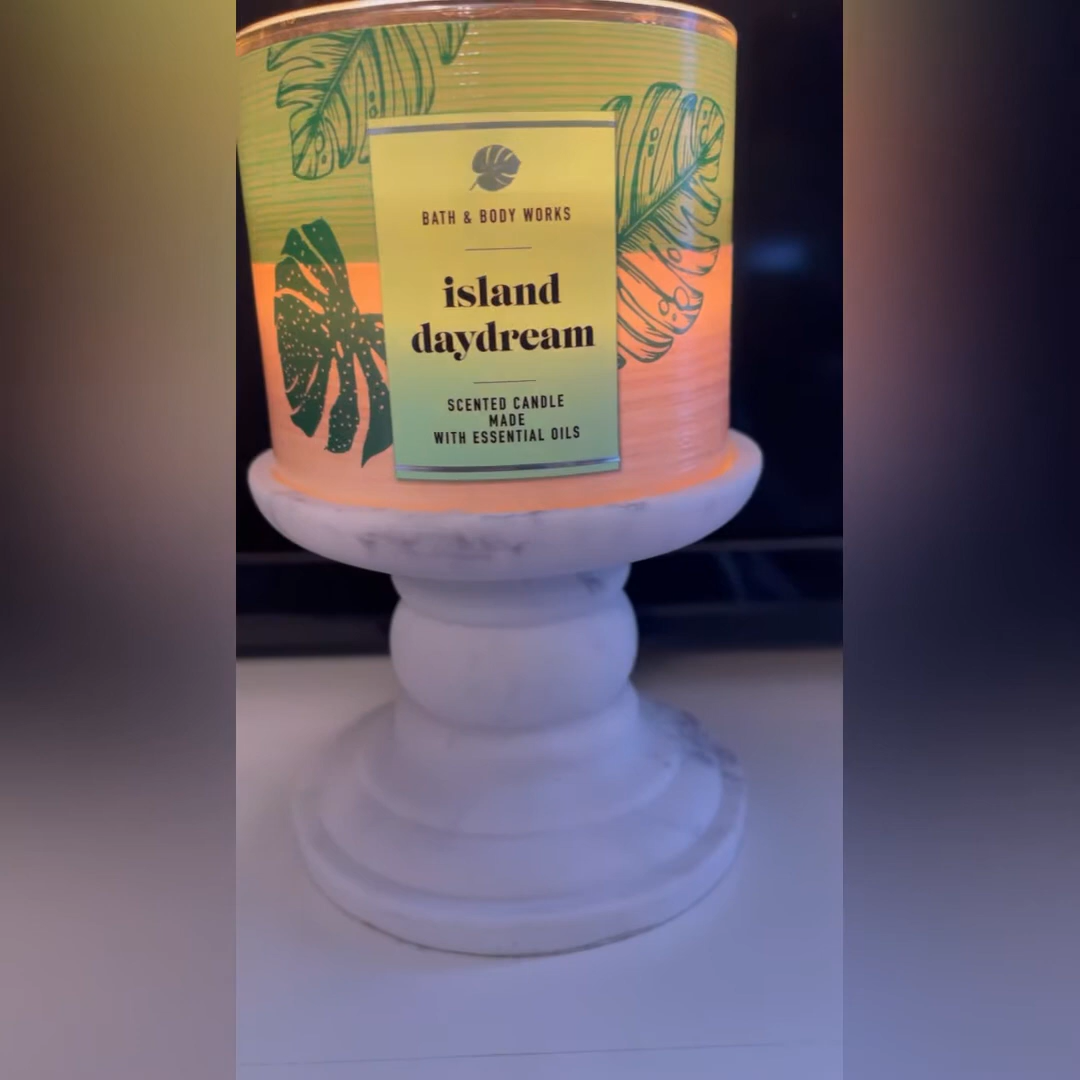 BATH & BODY WORKS
island
daydream
SCENTED CANDLE
MADE
WITH ESSENTIAL OILS